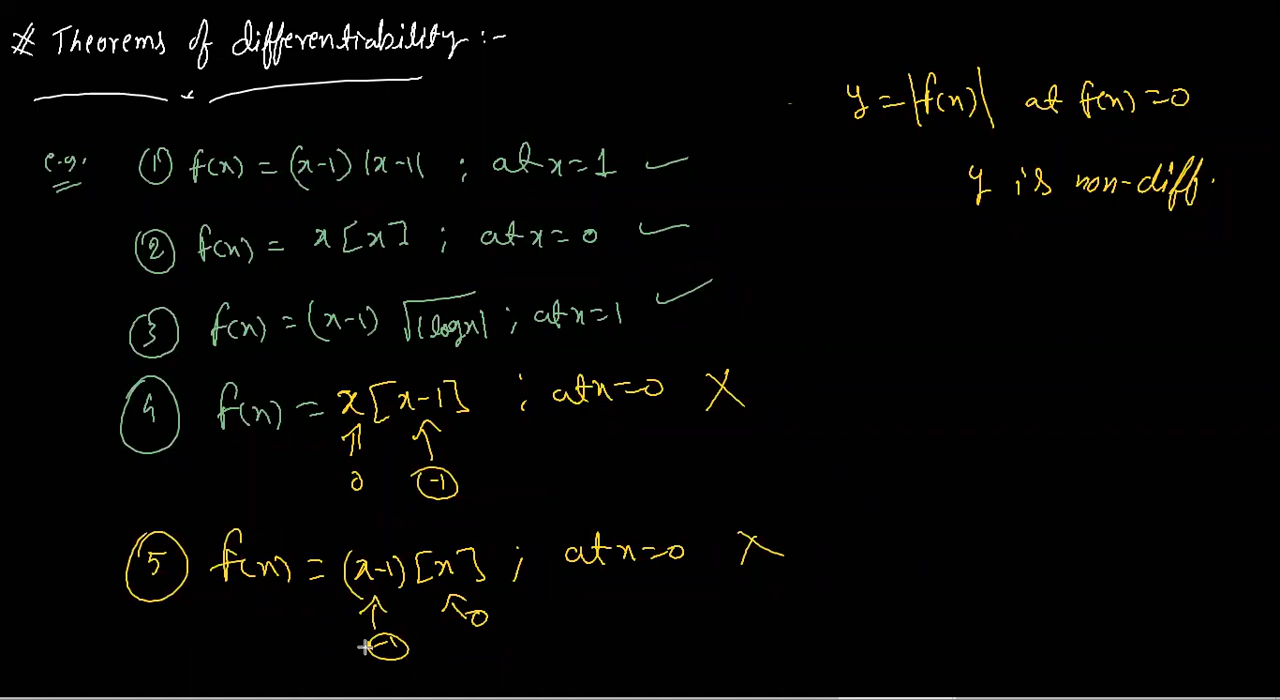 # Theorems of differentiability :-
y = |f(x)| at f(x) = 0
y is non-diff.
e.g. ① f(x) = (x-1) |x-1| ; at x = 1 ✓
② f(x) = x [x] ; at x = 0 ✓
③ f(x) = (x-1) √|logx| ; at x = 1 ✓
④ f(x) = x [x-1] ; at x = 0 ✗
0 -1
⑤ f(x) = (x-1) [x] ; at x = 0 ✗
0
-1